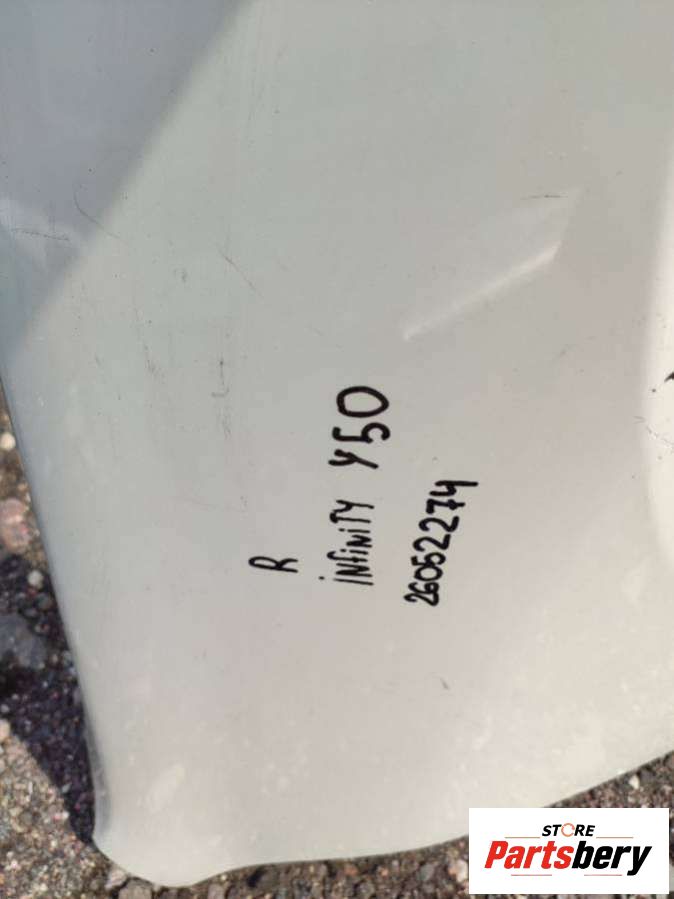 R
iNfiNiTY Y50
26052274
STORE
Partsbery